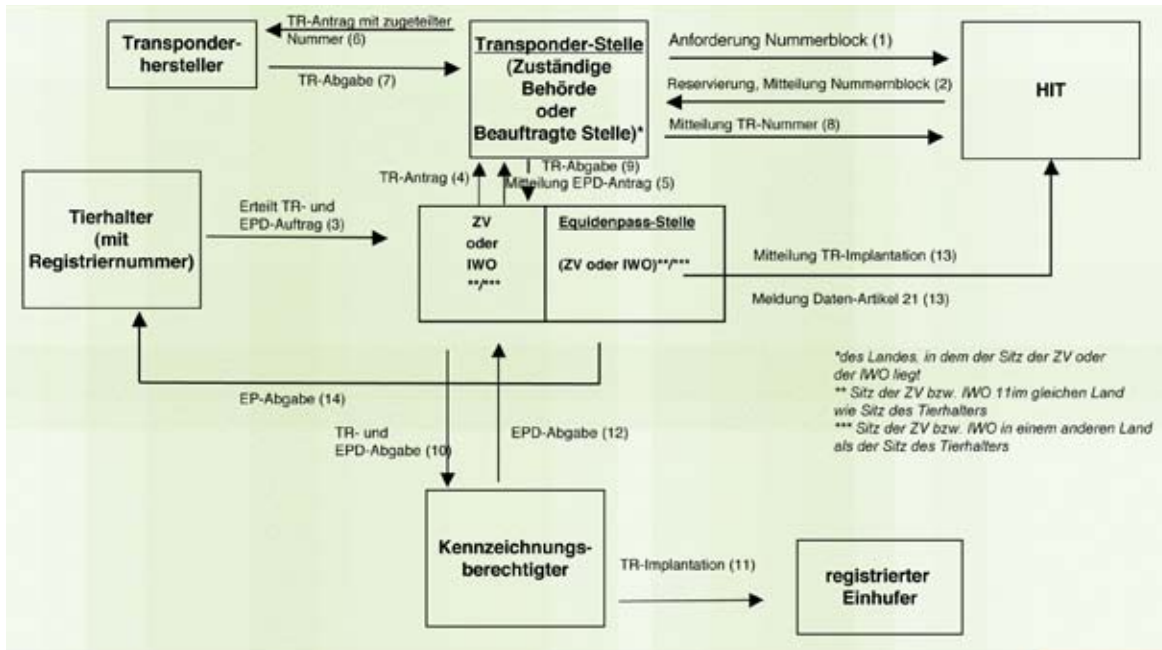 TR-Antrag mit zugeteilter
Nummer (6)
Transponder-
hersteller
TR-Abgabe (7)
Transponder-Stelle
(Zuständige
Behörde
oder
Beauftragte Stelle)*
Anforderung Nummerblock (1)
Reservierung, Mitteilung Nummernblock (2)
Mitteilung TR-Nummer (8)
HIT
TR-Abgabe (9)
TR-Antrag (4)
Mitteilung EPD-Antrag (5)
Tierhalter
(mit
Registriernummer)
Erteilt TR- und
EPD-Auftrag (3)
ZV
oder
IWO
**/***
Equidenpass-Stelle
(ZV oder IWO)**/***
Mitteilung TR-Implantation (13)
Meldung Daten-Artikel 21 (13)
EP-Abgabe (14)
*des Landes, in dem der Sitz der ZV oder
der IWO liegt
** Sitz der ZV bzw. IWO 11im gleichen Land
wie Sitz des Tierhalters
*** Sitz der ZV bzw. IWO in einem anderen Land
als der Sitz des Tierhalters
TR- und
EPD-Abgabe (10)
EPD-Abgabe (12)
Kennzeichnungs-
berechtigter
TR-Implantation (11)
registrierter
Einhufer